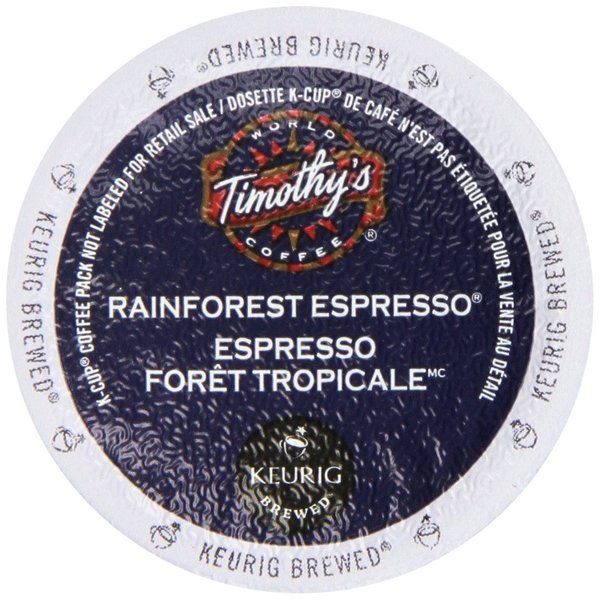 KEURIG BREWED®
KEURIG BREWED®
KEURIG BREWED®
KEURIG BREWED®
KEURIG BREWED®
K-CUP® COFFEE PACK NOT LABELED FOR RETAIL SALE / DOSETTE K-CUP® DE CAFÉ N'EST PAS ÉTIQUETÉE POUR LA VENTE AU DÉTAIL
WORLD
Timothy's
COFFEE®
RAINFOREST ESPRESSO®
ESPRESSO
FORÊT TROPICALE MC
KEURIG
BREWED™